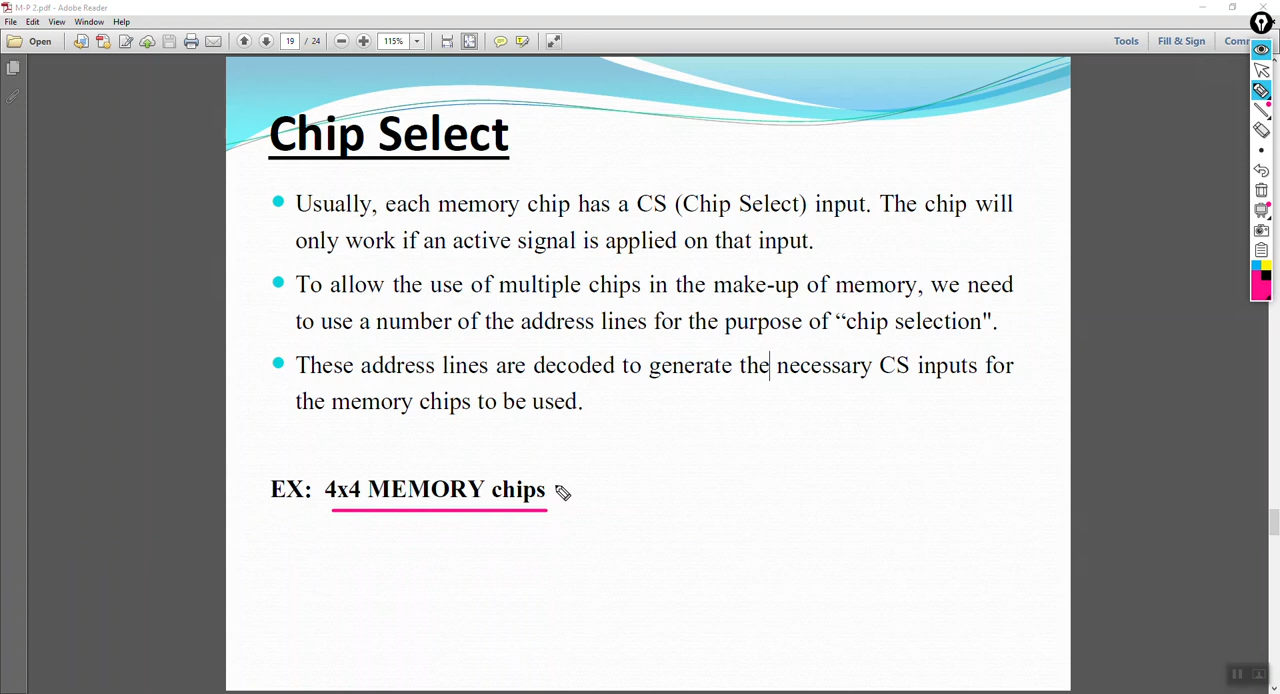 M-P 2.pdf - Adobe Reader
File Edit View Window Help
Open 19 / 24 115% Tools Fill & Sign
Chip Select
Usually, each memory chip has a CS (Chip Select) input. The chip will
only work if an active signal is applied on that input.
To allow the use of multiple chips in the make-up of memory, we need
to use a number of the address lines for the purpose of “chip selection".
These address lines are decoded to generate the necessary CS inputs for
the memory chips to be used.
EX: 4x4 MEMORY chips